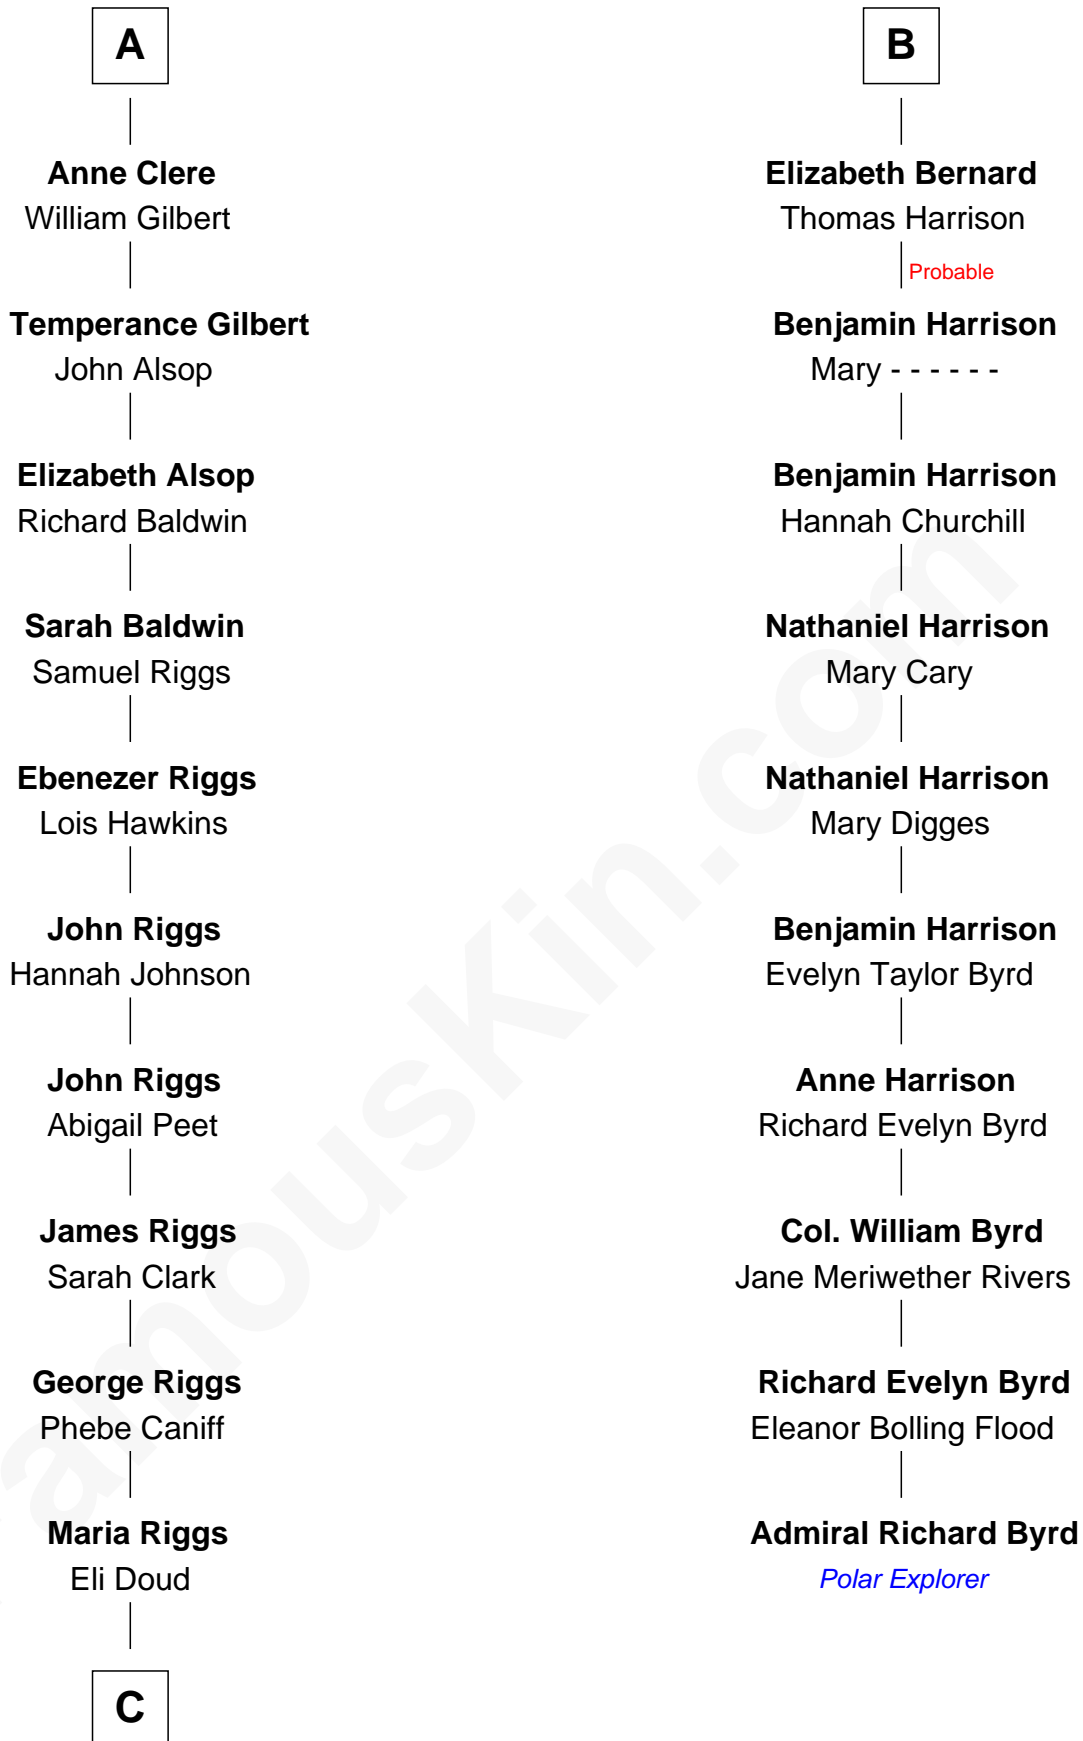 A
Anne Clere
William Gilbert
Temperance Gilbert
John Alsop
Elizabeth Alsop
Richard Baldwin
Sarah Baldwin
Samuel Riggs
Ebenezer Riggs
Lois Hawkins
John Riggs
Hannah Johnson
John Riggs
Abigail Peet
James Riggs
Sarah Clark
George Riggs
Phebe Caniff
Maria Riggs
Eli Doud
C
B
Elizabeth Bernard
Thomas Harrison
Probable
Benjamin Harrison
Mary - - - - - -
Benjamin Harrison
Hannah Churchill
Nathaniel Harrison
Mary Cary
Nathaniel Harrison
Mary Digges
Benjamin Harrison
Evelyn Taylor Byrd
Anne Harrison
Richard Evelyn Byrd
Col. William Byrd
Jane Meriwether Rivers
Richard Evelyn Byrd
Eleanor Bolling Flood
Admiral Richard Byrd
Polar Explorer
amouskin.com